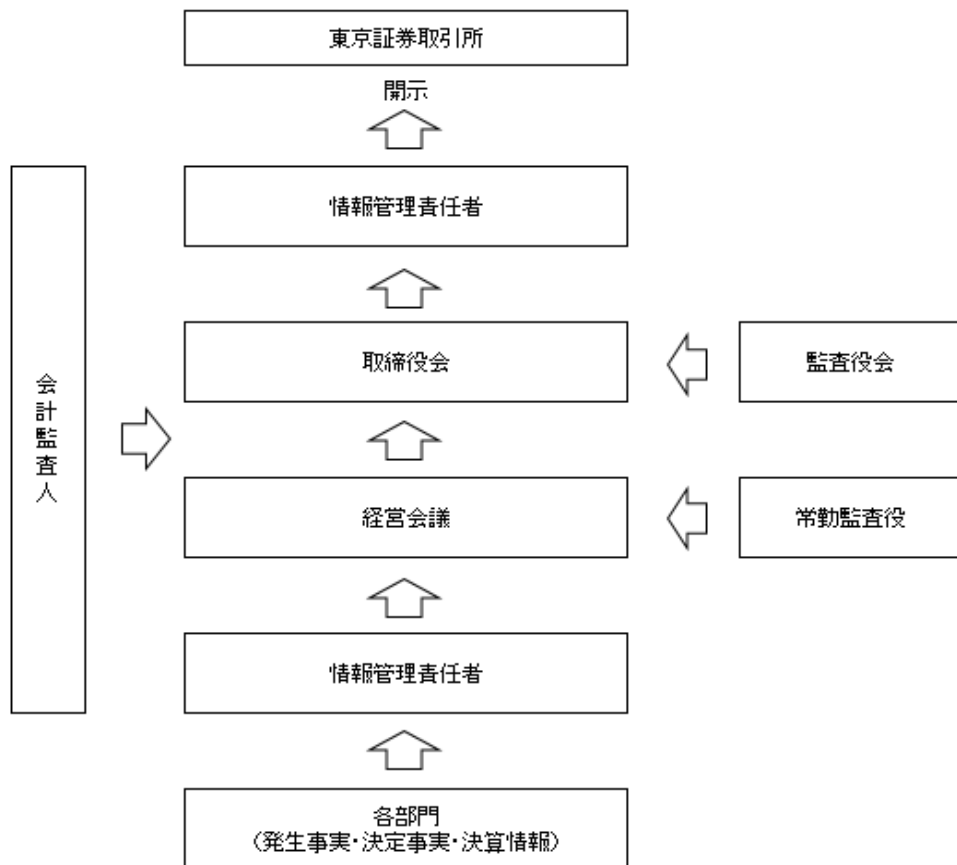 東京証券取引所
開示
情報管理責任者
取締役会
監査役会
会計監査人
経営会議
常勤監査役
情報管理責任者
各部門
(発生事実・決定事実・決算情報)